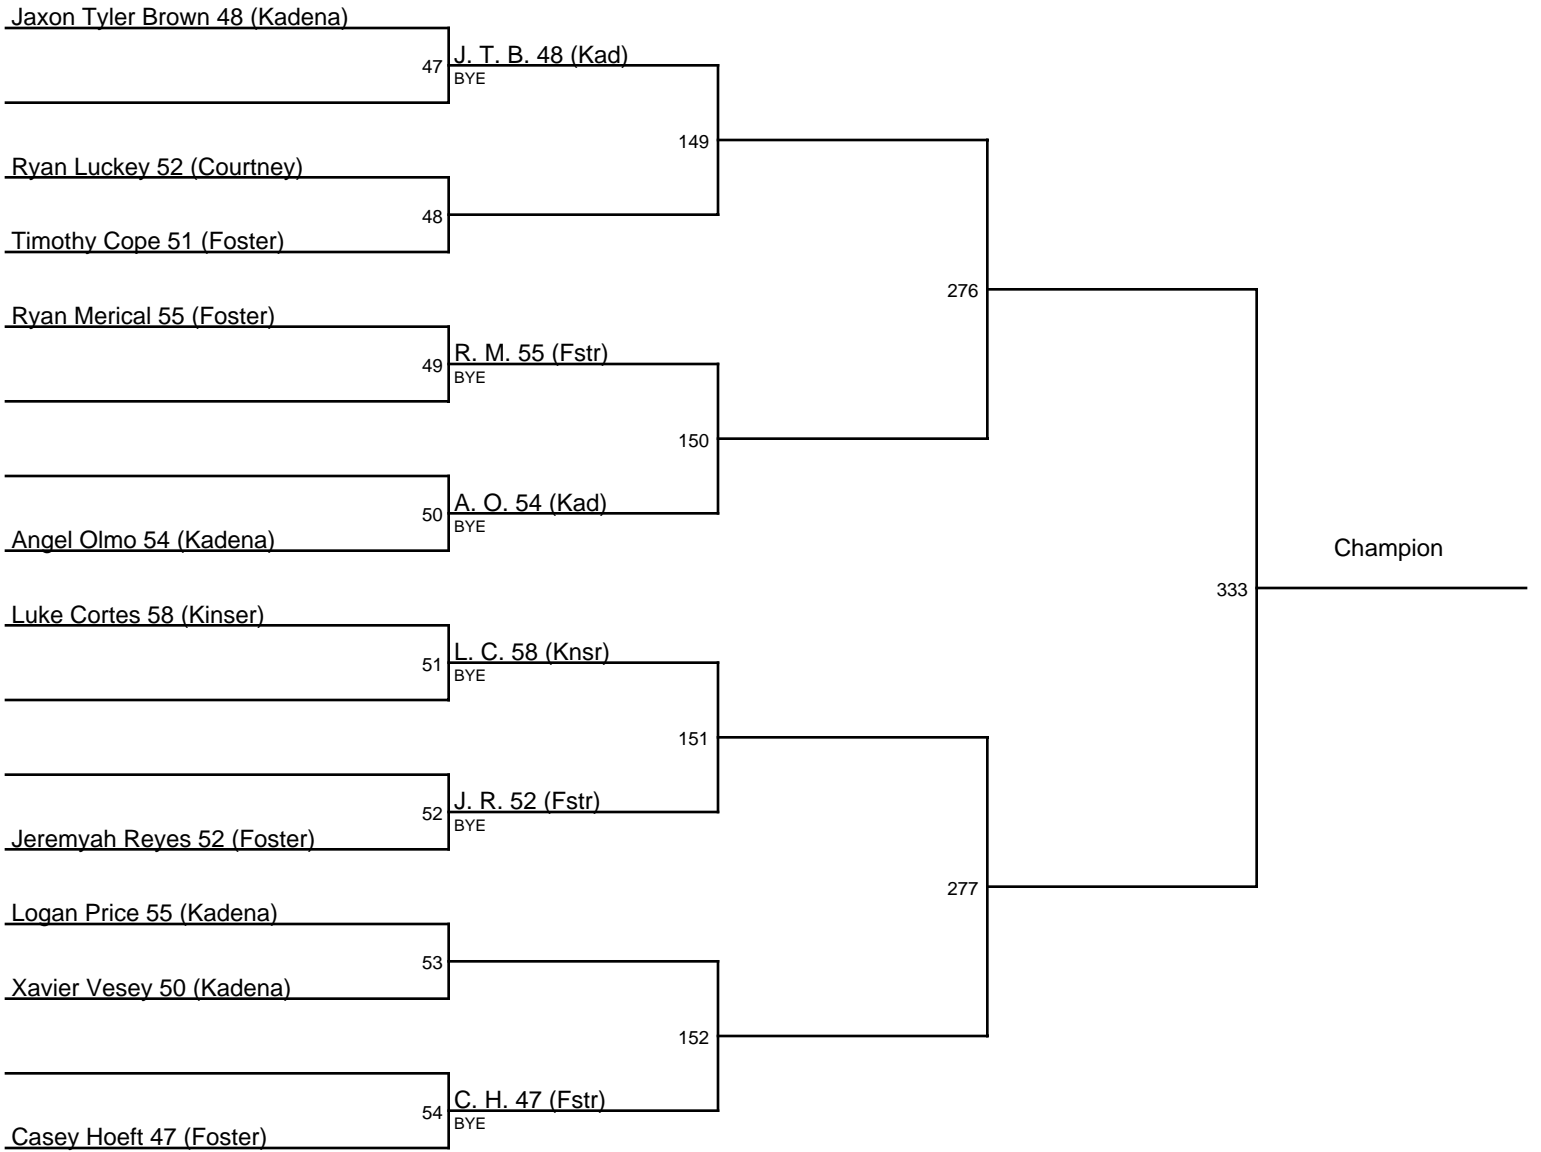 Jaxon Tyler Brown 48 (Kadena)
47
J. T. B. 48 (Kad)
BYE
149
Ryan Luckey 52 (Courtney)
48
Timothy Cope 51 (Foster)
276
Ryan Merical 55 (Foster)
49
R. M. 55 (Fstr)
BYE
150
50
A. O. 54 (Kad)
BYE
Angel Olmo 54 (Kadena)
Champion
333
Luke Cortes 58 (Kinser)
51
L. C. 58 (Knsr)
BYE
151
52
J. R. 52 (Fstr)
BYE
Jeremyah Reyes 52 (Foster)
277
Logan Price 55 (Kadena)
53
Xavier Vesey 50 (Kadena)
152
54
C. H. 47 (Fstr)
BYE
Casey Hoeft 47 (Foster)